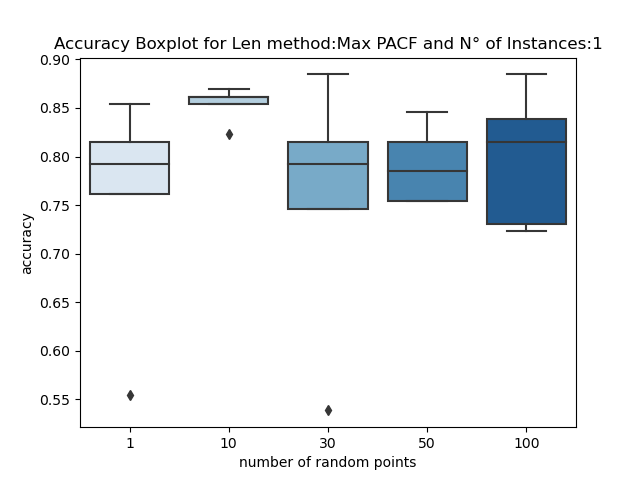 Accuracy Boxplot for Len method:Max PACF and N° of Instances:1
0.90
0.85
0.80
0.75
0.70
0.65
0.60
0.55
accuracy
1 10 30 50 100
number of random points